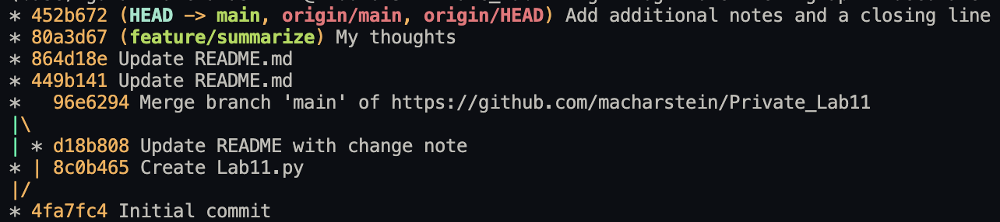 * 452b672 (HEAD -> main, origin/main, origin/HEAD) Add additional notes and a closing line
* 80a3d67 (feature/summarize) My thoughts
* 864d18e Update README.md
* 449b141 Update README.md
*   96e6294 Merge branch 'main' of https://github.com/macharstein/Private_Lab11
|\
| * d18b808 Update README with change note
* | 8c0b465 Create Lab11.py
|/
* 4fa7fc4 Initial commit